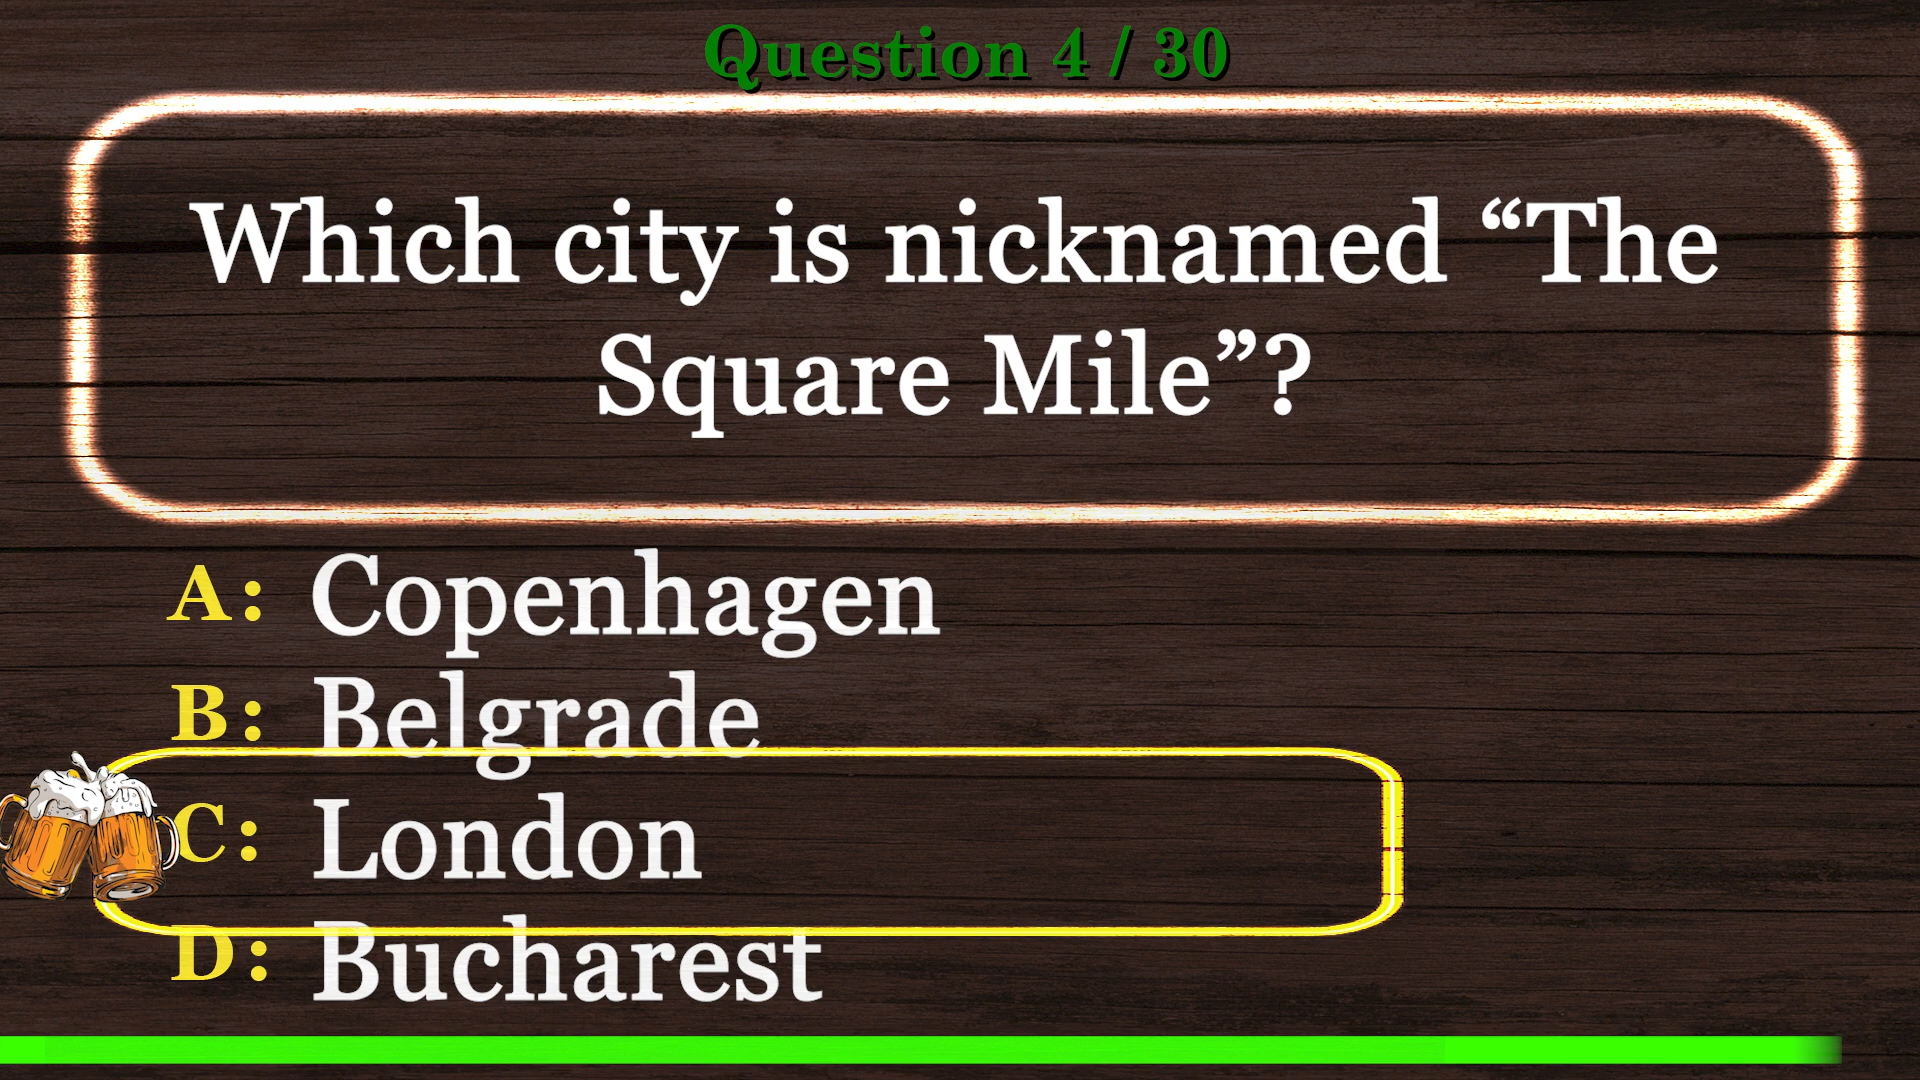 Question 4 / 30
Which city is nicknamed “The
Square Mile”?
A: Copenhagen
B: Belgrade
C: London
D: Bucharest